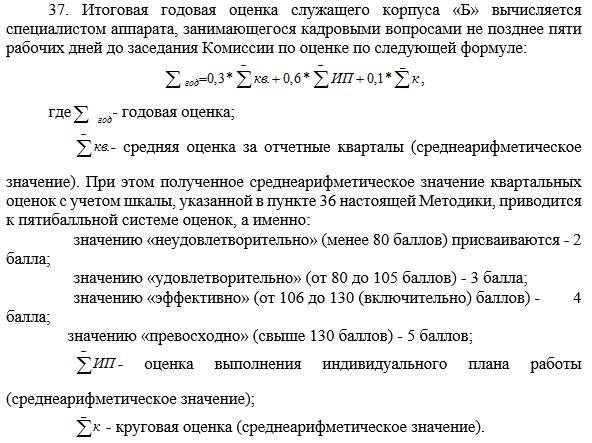 37. Итоговая годовая оценка служащего корпуса «Б» вычисляется
специалистом аппарата, занимающегося кадровыми вопросами не позднее пяти
рабочих дней до заседания Комиссии по оценке по следующей формуле:
∑ год=0,3* ∑̅ кв. + 0,6 * ∑̅ ИП + 0,1* ∑̅ к,
где ∑ год- годовая оценка;
∑̅ кв.- средняя оценка за отчетные кварталы (среднеарифметическое
значение). При этом полученное среднеарифметическое значение квартальных
оценок с учетом шкалы, указанной в пункте 36 настоящей Методики, приводится
к пятибалльной системе оценок, а именно:
значению «неудовлетворительно» (менее 80 баллов) присваиваются - 2
балла;
значению «удовлетворительно» (от 80 до 105 баллов) - 3 балла;
значению «эффективно» (от 106 до 130 (включительно) баллов) - 4
балла;
значению «превосходно» (свыше 130 баллов) - 5 баллов;
∑̅ ИП - оценка выполнения индивидуального плана работы
(среднеарифметическое значение);
∑̅ к - круговая оценка (среднеарифметическое значение).